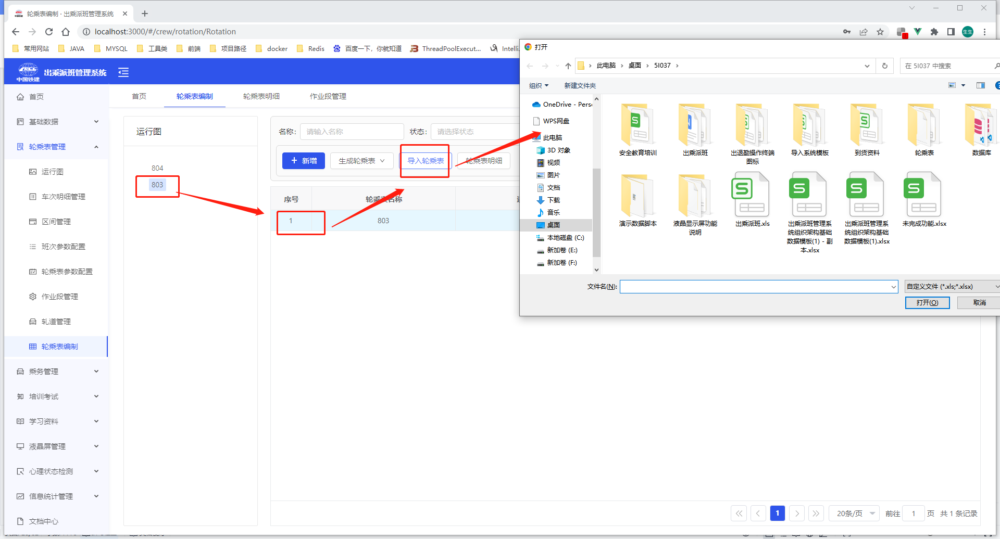 轮乘表编制 · 出乘派班管理系统
localhost:3000/#/crew/rotation/Rotation
生生
常用网站 JAVA MYSQL 工具类 前端 项目路径 docker Redis 百度一下，你就知道 ThreadPoolExecut... Intelli
CRCC
中国铁建
出乘派班管理系统
首页
基础数据
轮乘表管理
运行图
车次明细管理
区间管理
班次参数配置
轮乘表参数配置
作业段管理
轧道管理
轮乘表编制
乘务管理
知 培训考试
学习资料
液晶屏管理
心理状态检测
信息统计管理
文档中心
首页 轮乘表编制 轮乘表明细 作业段管理
运行图
804
803
名称: 请输入名称 状态: 请选择状态
+ 新增 生成轮乘表 导入轮乘表 轮乘表明细
序号 轮乘表名称
1 803
1 20条/页 前往 1 页 共 1 条记录
打开
此电脑 桌面 5I037
在 5I037 中搜索
组织 新建文件夹
OneDrive - Pers
WPS网盘
此电脑
3D 对象
视频
图片
文档
下载
音乐
桌面
本地磁盘 (C:)
新加卷 (E:)
新加卷 (F:)
安全教育培训
出乘派班
出退勤操作终端
图标
导入系统模板
到货资料
轮乘表
数据库
演示数据脚本
液晶显示屏功能
说明
出乘派班.xls
出乘派班管理系
统组织架构基础
数据模板(1) - 副
本.xlsx
出乘派班管理系
统组织架构基础
数据模板(1).xlsx
未完成功能.xlsx
文件名(N): 自定义文件 (*.xls;*.xlsx)
打开(O) 取消